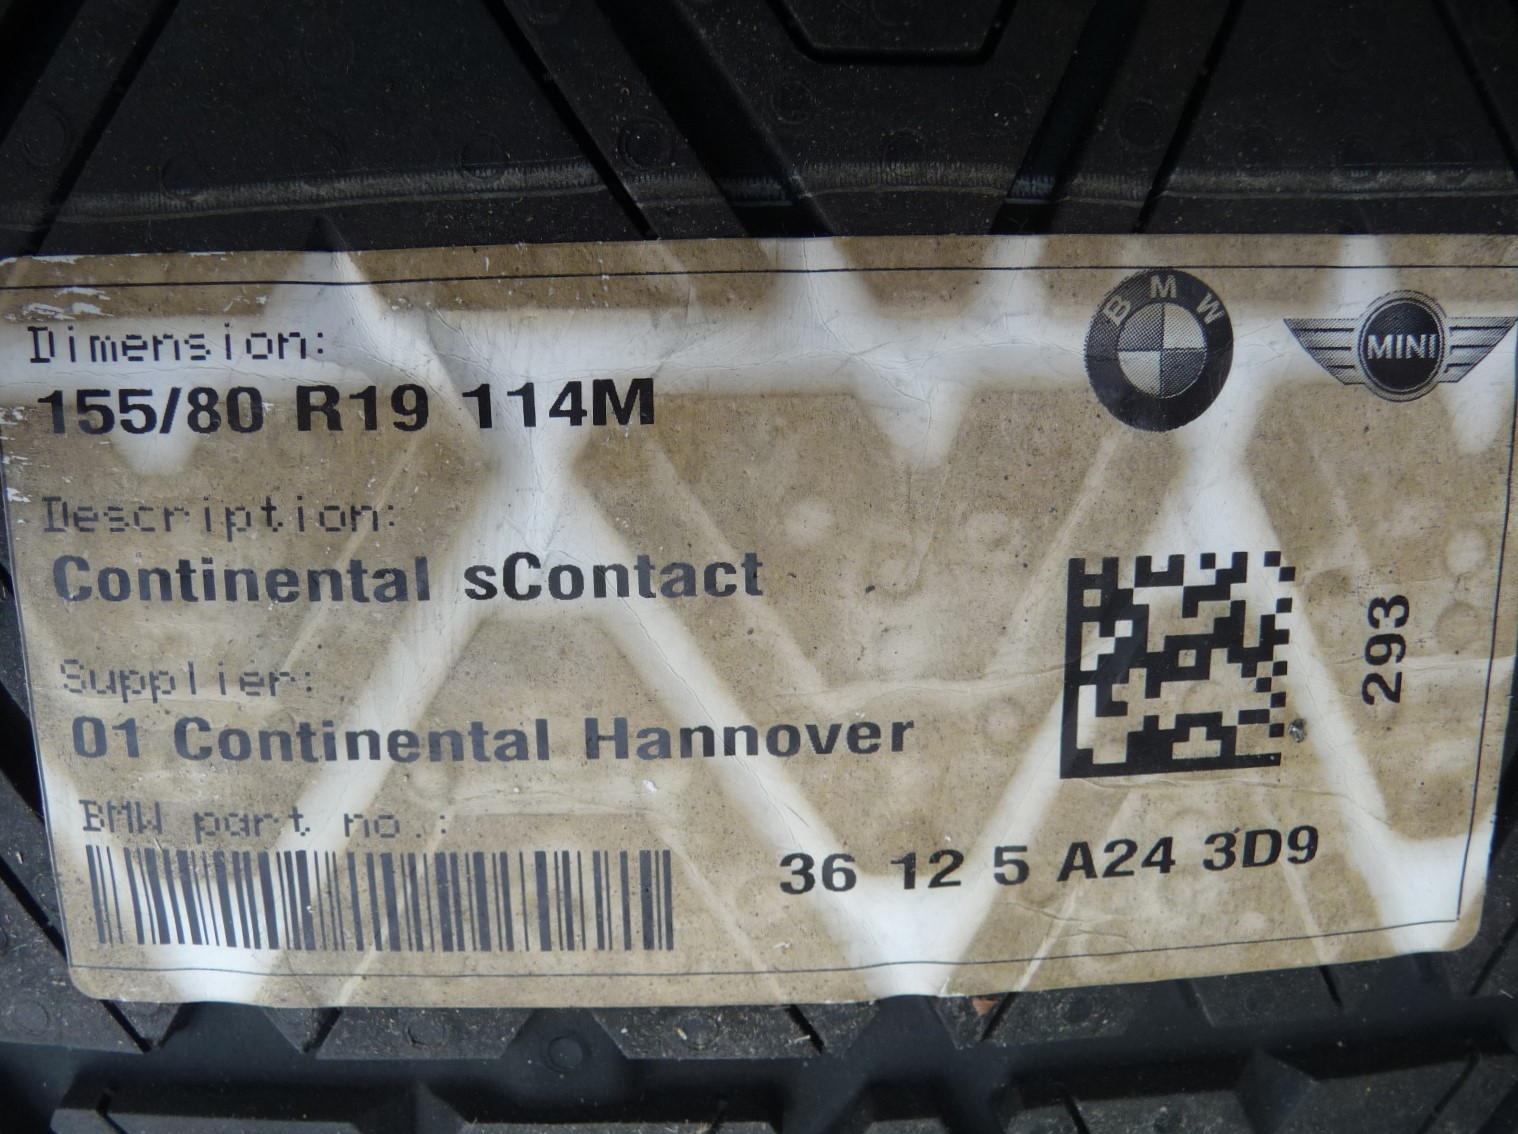 Dimension:
155/80 R19 114M
BMW
MINI
Description:
Continental sContact
Supplier:
01 Continental Hannover
293
BMW part no.:
36 12 5 A24 3D9